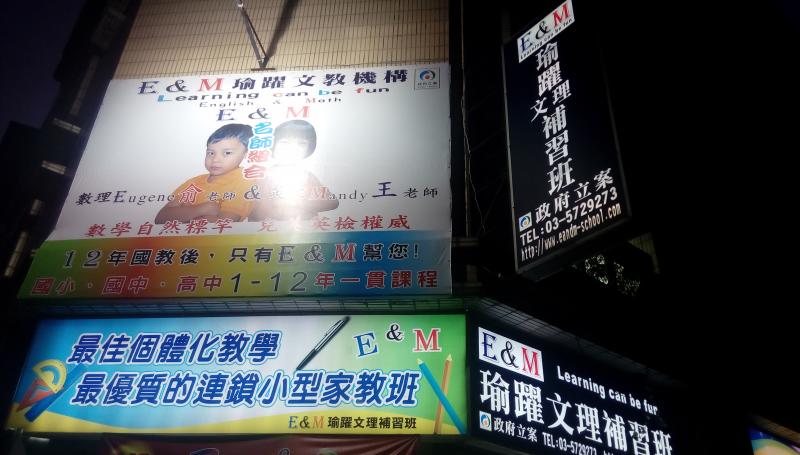 E & M 瑜躍文教機構
Learning can be fun
English & Math
E & M
名師組合
數理Eugene俞老師 & Mandy王老師
數學自然標竿 英檢權威
12年國教後,只有E & M幫您!
國小.國中.高中1-12年一貫課程
最佳個體化教學
最優質的連鎖小型家教班
E & M
E & M 瑜躍文理補習班
E & M
Learning can be fun
瑜躍文理補習班
政府立案
TEL:03-5729273
http://www.eandm-school.com
E & M
Learning can be fun
瑜躍文理補習班
政府立案 TEL:03-5729273